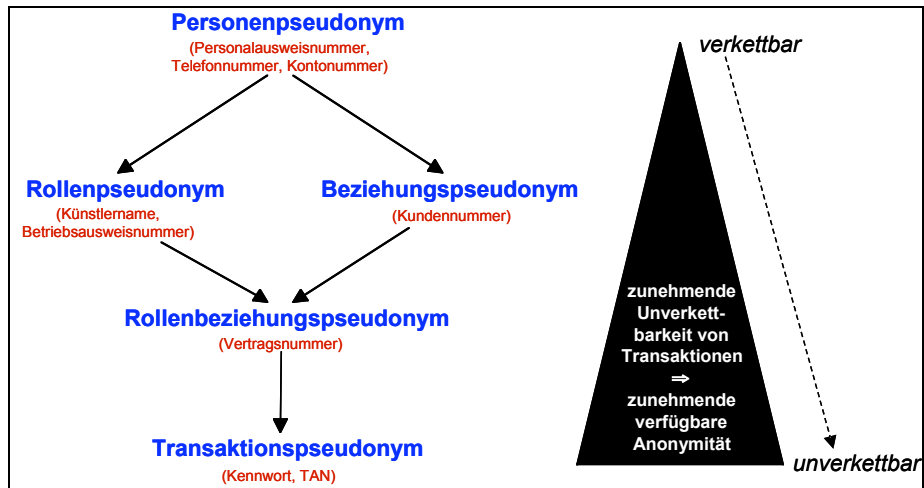 Personenpseudonym
(Personalausweisnummer,
Telefonnummer, Kontonummer)
Rollenpseudonym
(Künstlername,
Betriebsausweisnummer)
Beziehungspseudonym
(Kundennummer)
Rollenbeziehungspseudonym
(Vertragsnummer)
Transaktionspseudonym
(Kennwort, TAN)
verkettbar
zunehmende
Unverkett-
barkeit von
Transaktionen
⇒
zunehmende
verfügbare
Anonymität
unverkettbar